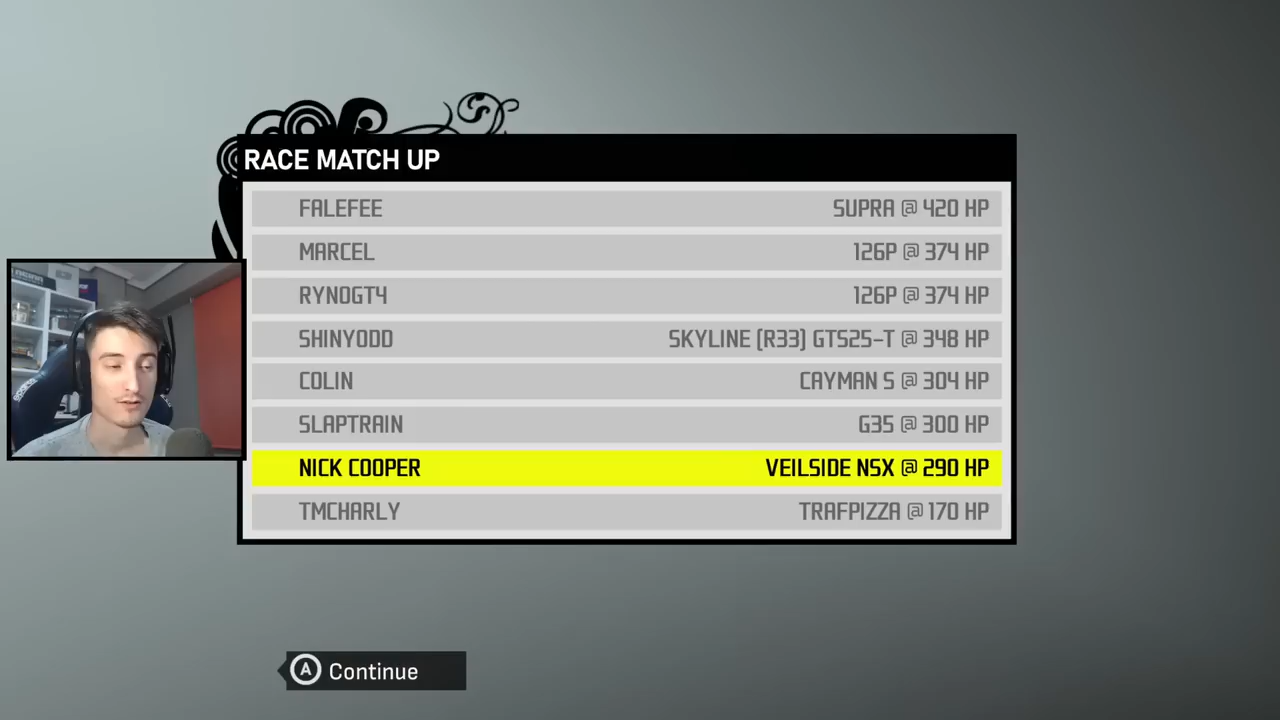 RACE MATCH UP
FALEFEE SUPRA @ 420 HP
MARCEL 126P @ 374 HP
RYNOGT4 126P @ 374 HP
SHINYODD SKYLINE (R33) GTS25-T @ 348 HP
COLIN CAYMAN S @ 304 HP
SLAPTRAIN G35 @ 300 HP
NICK COOPER VEILSIDE NSX @ 290 HP
TMCHARLY TRAFPIZZA @ 170 HP
A Continue